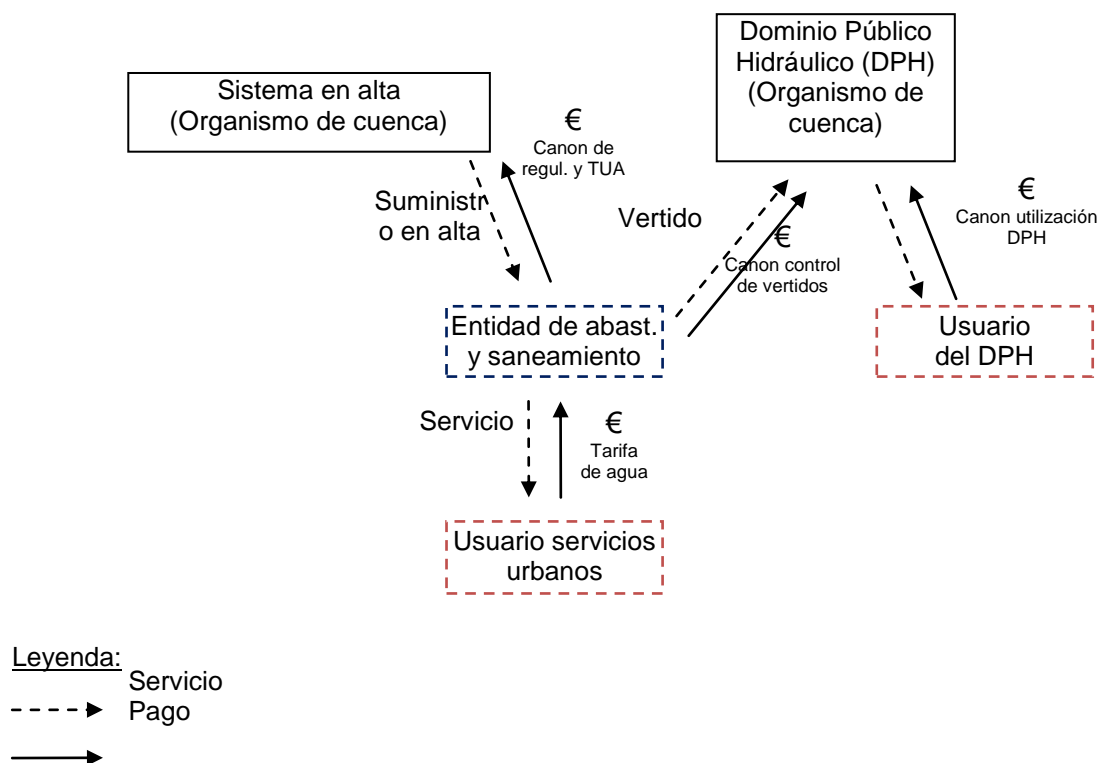 Sistema en alta
(Organismo de cuenca)
€
Canon de
regul. y TUA
Suministr
o en alta
Dominio Público
Hidráulico (DPH)
(Organismo de
cuenca)
Vertido
€
Canon control
de vertidos
€
Canon utilización
DPH
Entidad de abast.
y saneamiento
Usuario
del DPH
Servicio
€
Tarifa
de agua
Usuario servicios
urbanos
Leyenda:
Servicio
Pago